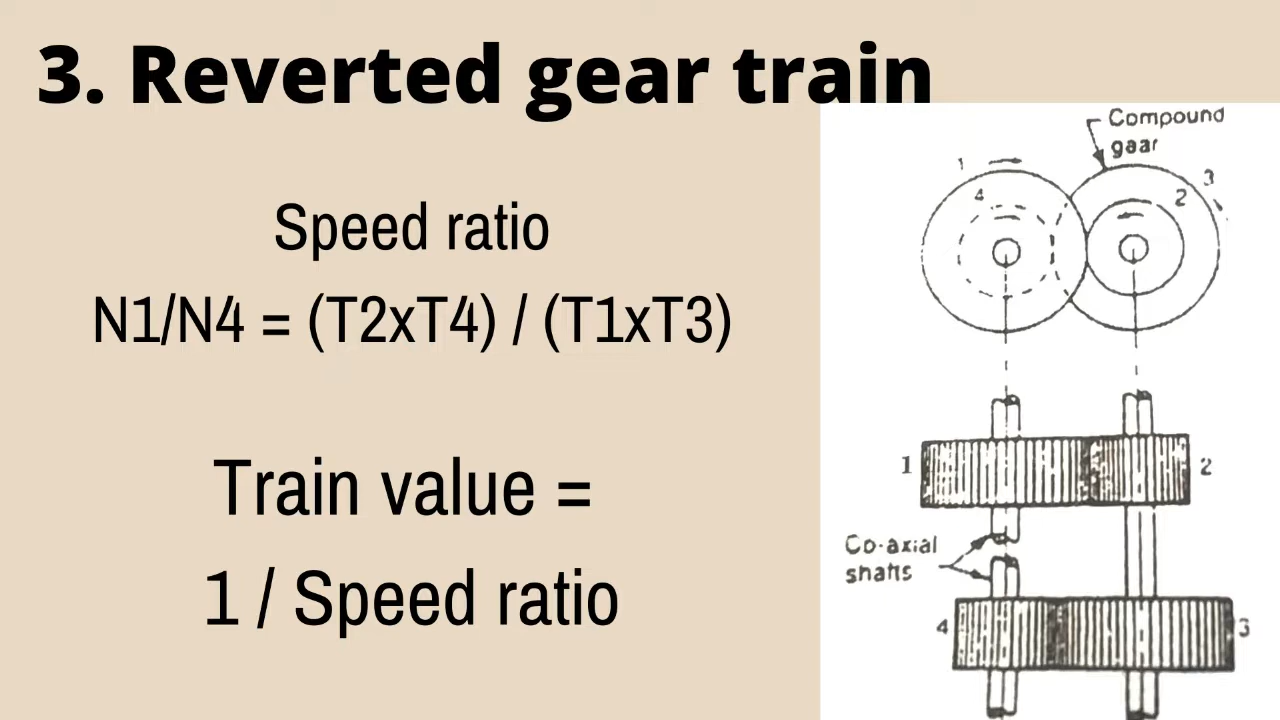 3. Reverted gear train
Speed ratio
N1/N4 = (T2xT4) / (T1xT3)
Train value =
1 / Speed ratio
Compound
gear
1
3
4
2
1
2
Co-axial
shafts
4
3